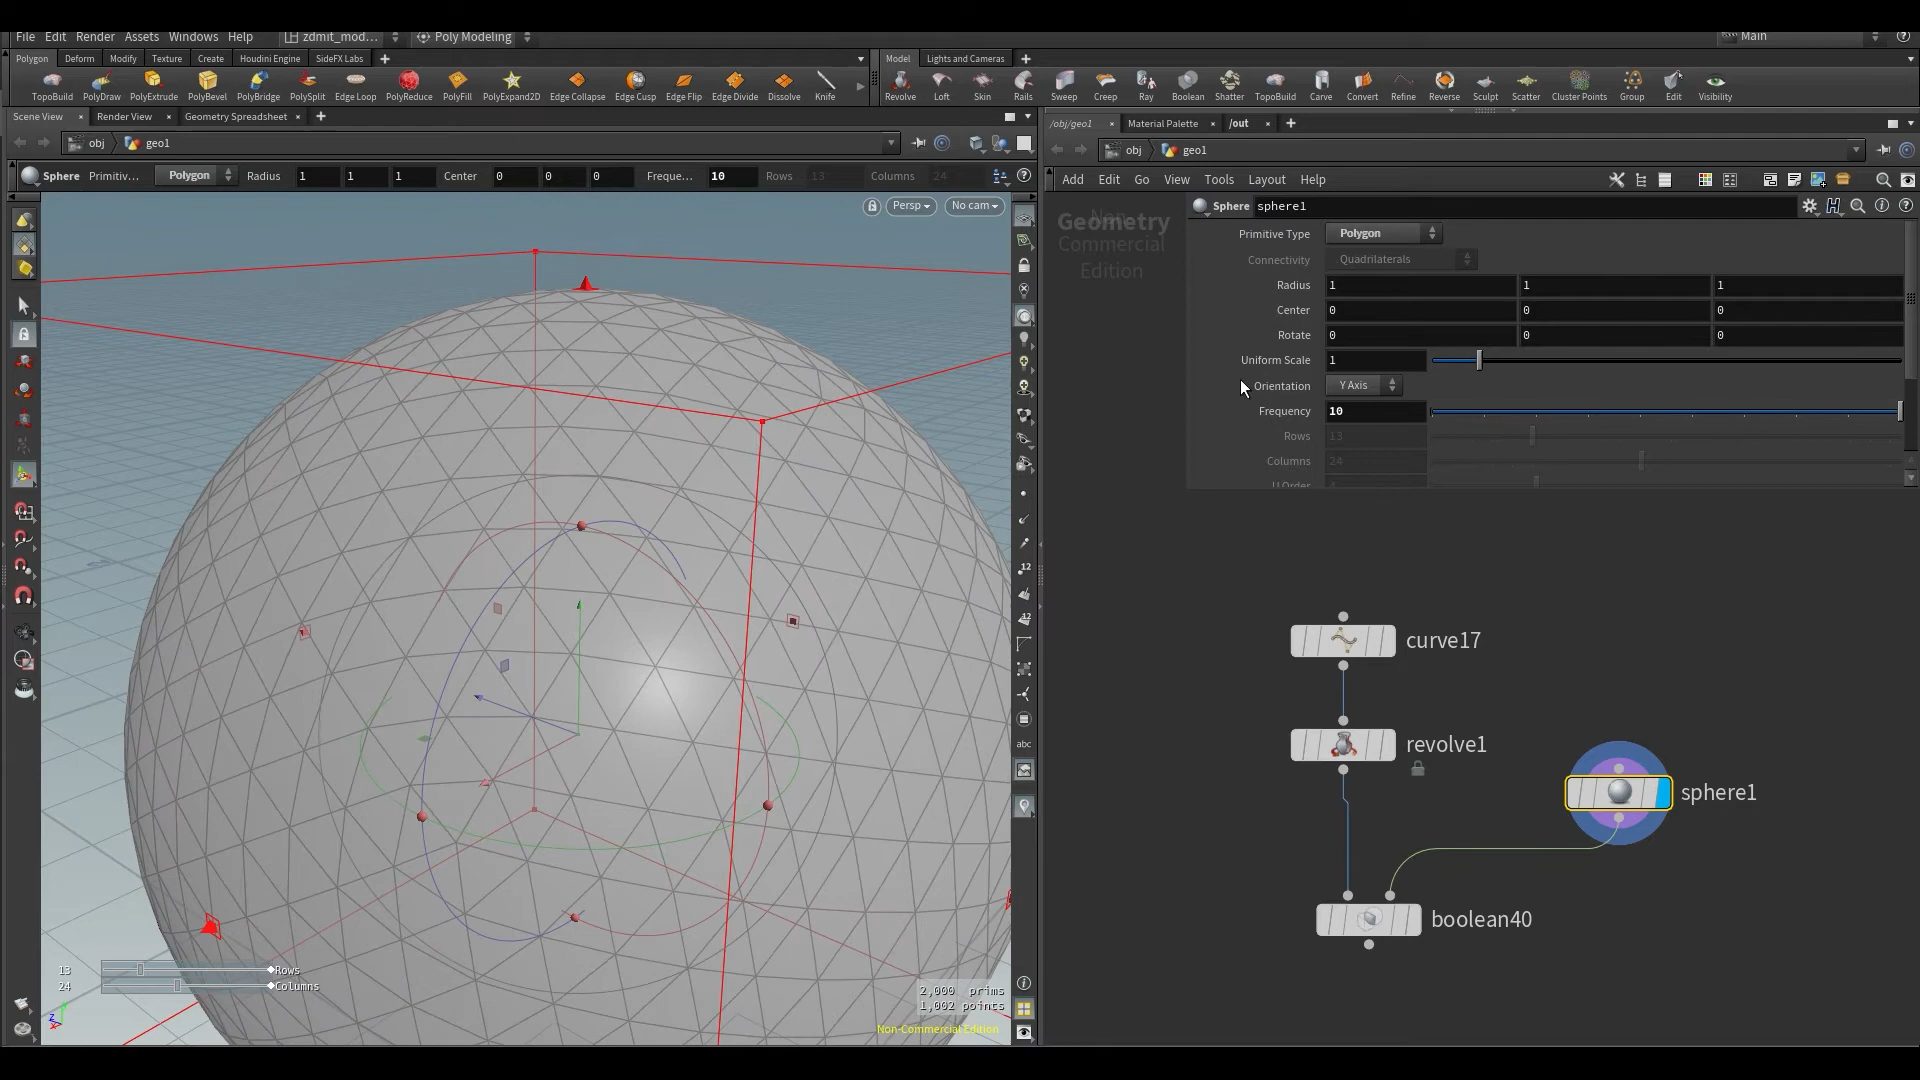 File Edit Render Assets Windows Help zdmit_mod... Poly Modeling Main
Polygon Deform Modify Texture Create Houdini Engine SideFX Labs
Model Lights and Cameras
TopoBuild PolyDraw PolyExtrude PolyBevel PolyBridge PolySplit Edge Loop PolyReduce PolyFill PolyExpand2D Edge Collapse Edge Cusp Edge Flip Edge Divide Dissolve Knife
Revolve Loft Skin Rails Sweep Creep Ray Boolean Shatter TopoBuild Carve Convert Refine Reverse Sculpt Scatter Cluster Points Group Edit Visibility
Scene View Render View Geometry Spreadsheet
/obj/geo1 Material Palette /out
obj geo1
obj geo1
Sphere Primitiv... Polygon Radius 1 1 1 Center 0 0 0 Freque... 10 Rows 13 Columns 24
Add Edit Go View Tools Layout Help
Persp No cam
Geometry
Non-
Commercial
Edition
Sphere sphere1
Primitive Type Polygon
Connectivity Quadrilaterals
Radius 1 1 1
Center 0 0 0
Rotate 0 0 0
Uniform Scale 1
Orientation Y Axis
Frequency 10
Rows 13
Columns 24
U Order 4
12
12
abc
curve17
revolve1
sphere1
boolean40
13 Rows
24 Columns
2,000 prims
1,002 points
Non-Commercial Edition
z